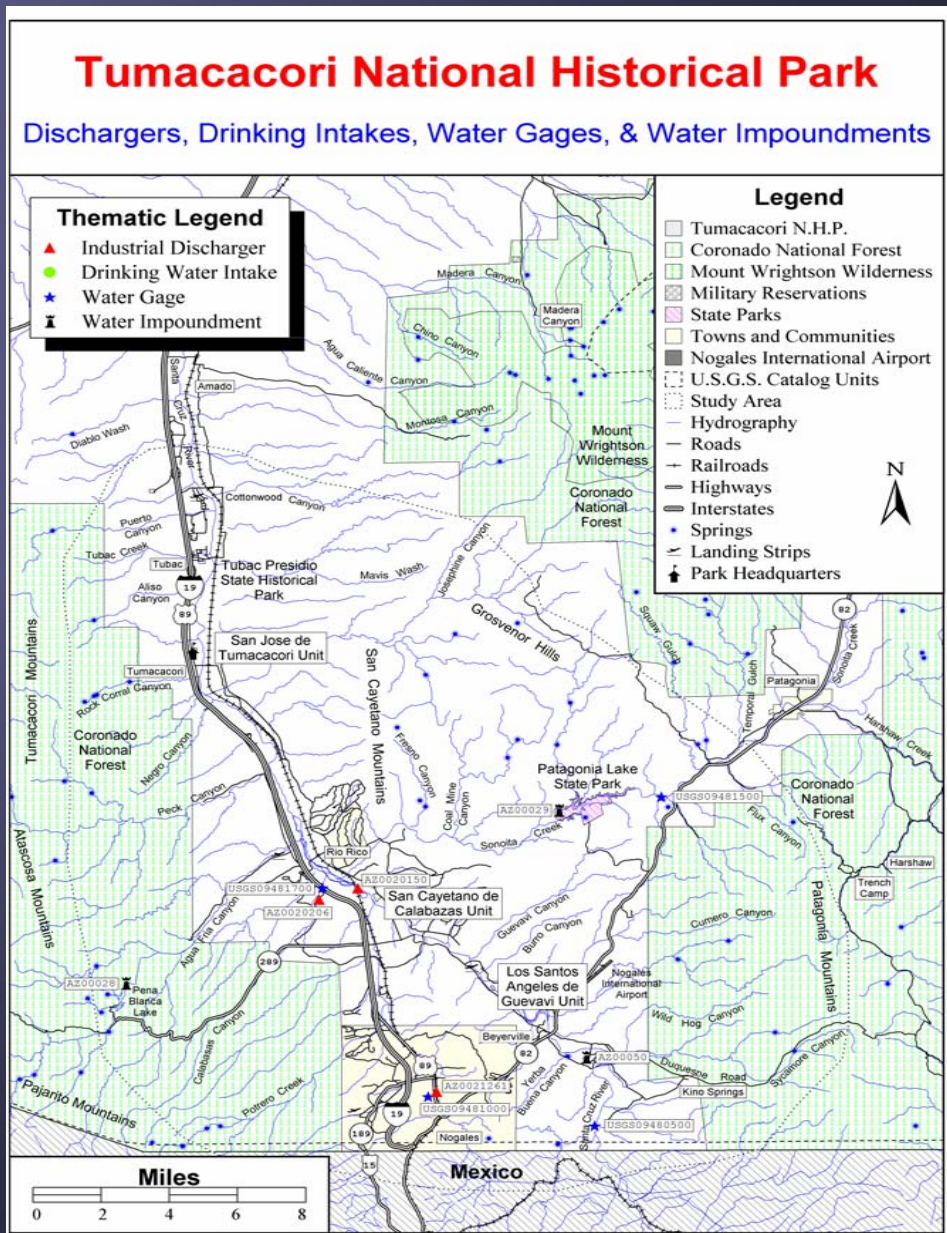 Tumacacori National Historical Park
Dischargers, Drinking Intakes, Water Gages, & Water Impoundments
Thematic Legend
Industrial Discharger
Drinking Water Intake
Water Gage
Water Impoundment
Legend
Tumacacori N.H.P.
Coronado National Forest
Mount Wrightson Wilderness
Military Reservations
State Parks
Towns and Communities
Nogales International Airport
U.S.G.S. Catalog Units
Study Area
Hydrography
Roads
Railroads
Highways
Interstates
Springs
Landing Strips
Park Headquarters
N
Madera Canyon
Madera
Canyon
Chino Canyon
Agua Caliente Canyon
Montosa Canyon
Mount
Wrightson
Wilderness
Coronado
National
Forest
Santa Cruz River
Amado
Diablo Wash
Cottonwood Canyon
Puerto
Canyon
Tubac Creek
Tubac
Tubac Presidio
State Historical
Park
Aliso
Canyon
19
89
Mavis Wash
Josephine Canyon
Grosvenor Hills
Squaw Gulch
Temporal Gulch
82
Sonoita Creek
Patagonia
Harshaw Creek
San Jose de
Tumacacori Unit
Tumacacori
Tumacacori Mountains
Rock Corral Canyon
Coronado
National
Forest
Negro Canyon
Peck Canyon
San Cayetano Mountains
Fresno Canyon
Coal Mine
Canyon
Patagonia Lake
State Park
AZ00029
Sonoita Creek
USGS09481500
Flux Canyon
Coronado
National
Forest
Harshaw
Trench
Camp
Patagonia Mountains
Rio Rico
AZ0020150
USGS09481700
AZ0020206
San Cayetano de
Calabazas Unit
Atascosa Mountains
Agua Fria Canyon
289
Guevavi Canyon
Burro Canyon
Cumero Canyon
AZ00028
Pena
Blanca
Lake
Los Santos
Angeles de
Guevavi Unit
Nogales
International
Airport
Wild Hog Canyon
Calabasas Canyon
Beyerville
82
AZ00050
Duquesne Road
Sycamore Canyon
Kino Springs
Yerba
Buena Canyon
Santa Cruz River
Pajarito Mountains
Potrero Creek
89
AZ0021261
USGS09481000
19
USGS09480500
189
Nogales
15
Mexico
Miles
0 2 4 6 8